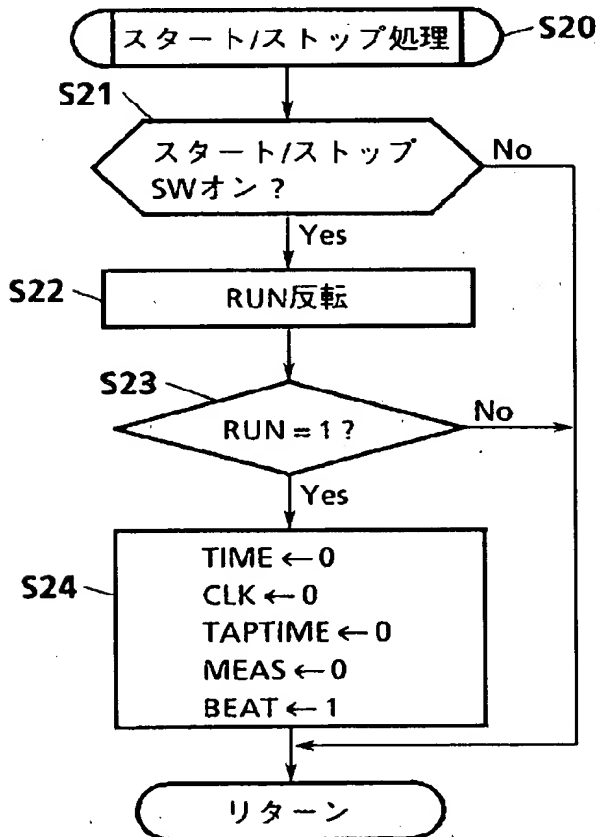 スタート/ストップ処理
S20
S21
スタート/ストップ
SWオン?
No
Yes
S22
RUN反転
S23
RUN=1?
No
Yes
S24
TIME←0
CLK←0
TAPTIME←0
MEAS←0
BEAT←1
リターン